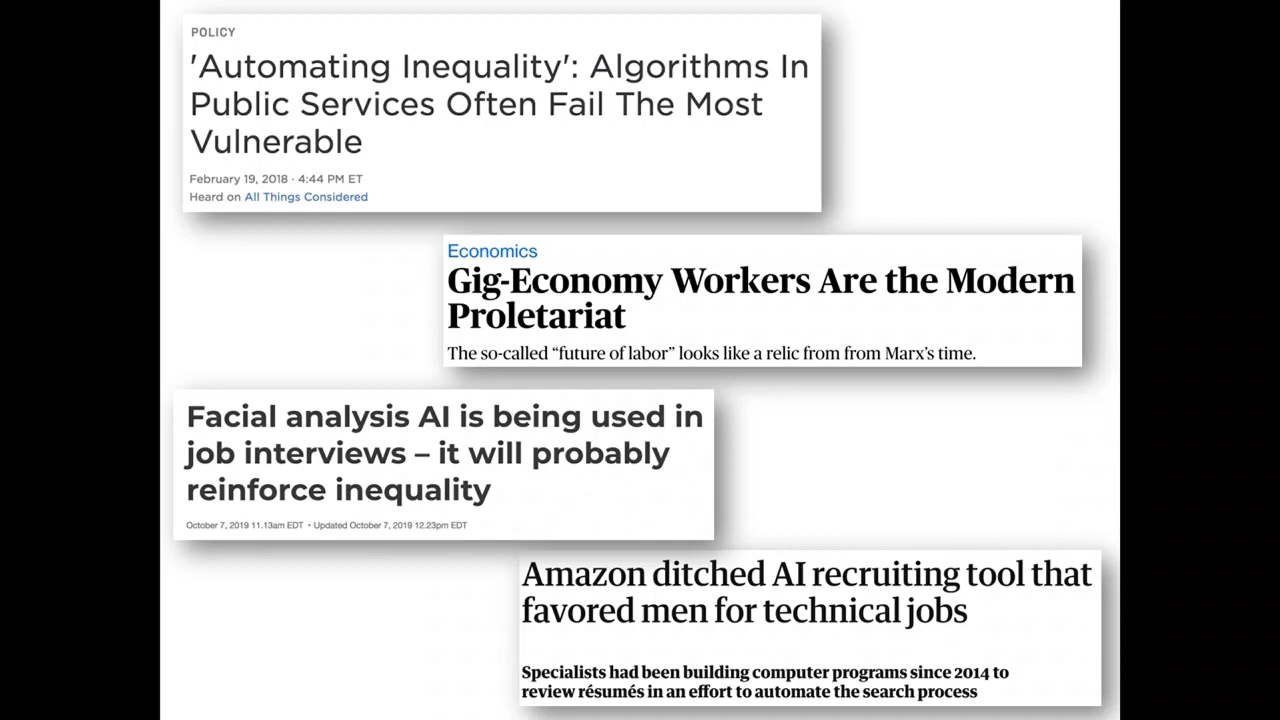 POLICY
'Automating Inequality': Algorithms In
Public Services Often Fail The Most
Vulnerable
February 19, 2018 · 4:44 PM ET
Heard on All Things Considered
Economics
Gig-Economy Workers Are the Modern
Proletariat
The so-called “future of labor” looks like a relic from from Marx’s time.
Facial analysis AI is being used in
job interviews – it will probably
reinforce inequality
October 7, 2019 11.13am EDT • Updated October 7, 2019 12.23pm EDT
Amazon ditched AI recruiting tool that
favored men for technical jobs
Specialists had been building computer programs since 2014 to
review résumés in an effort to automate the search process